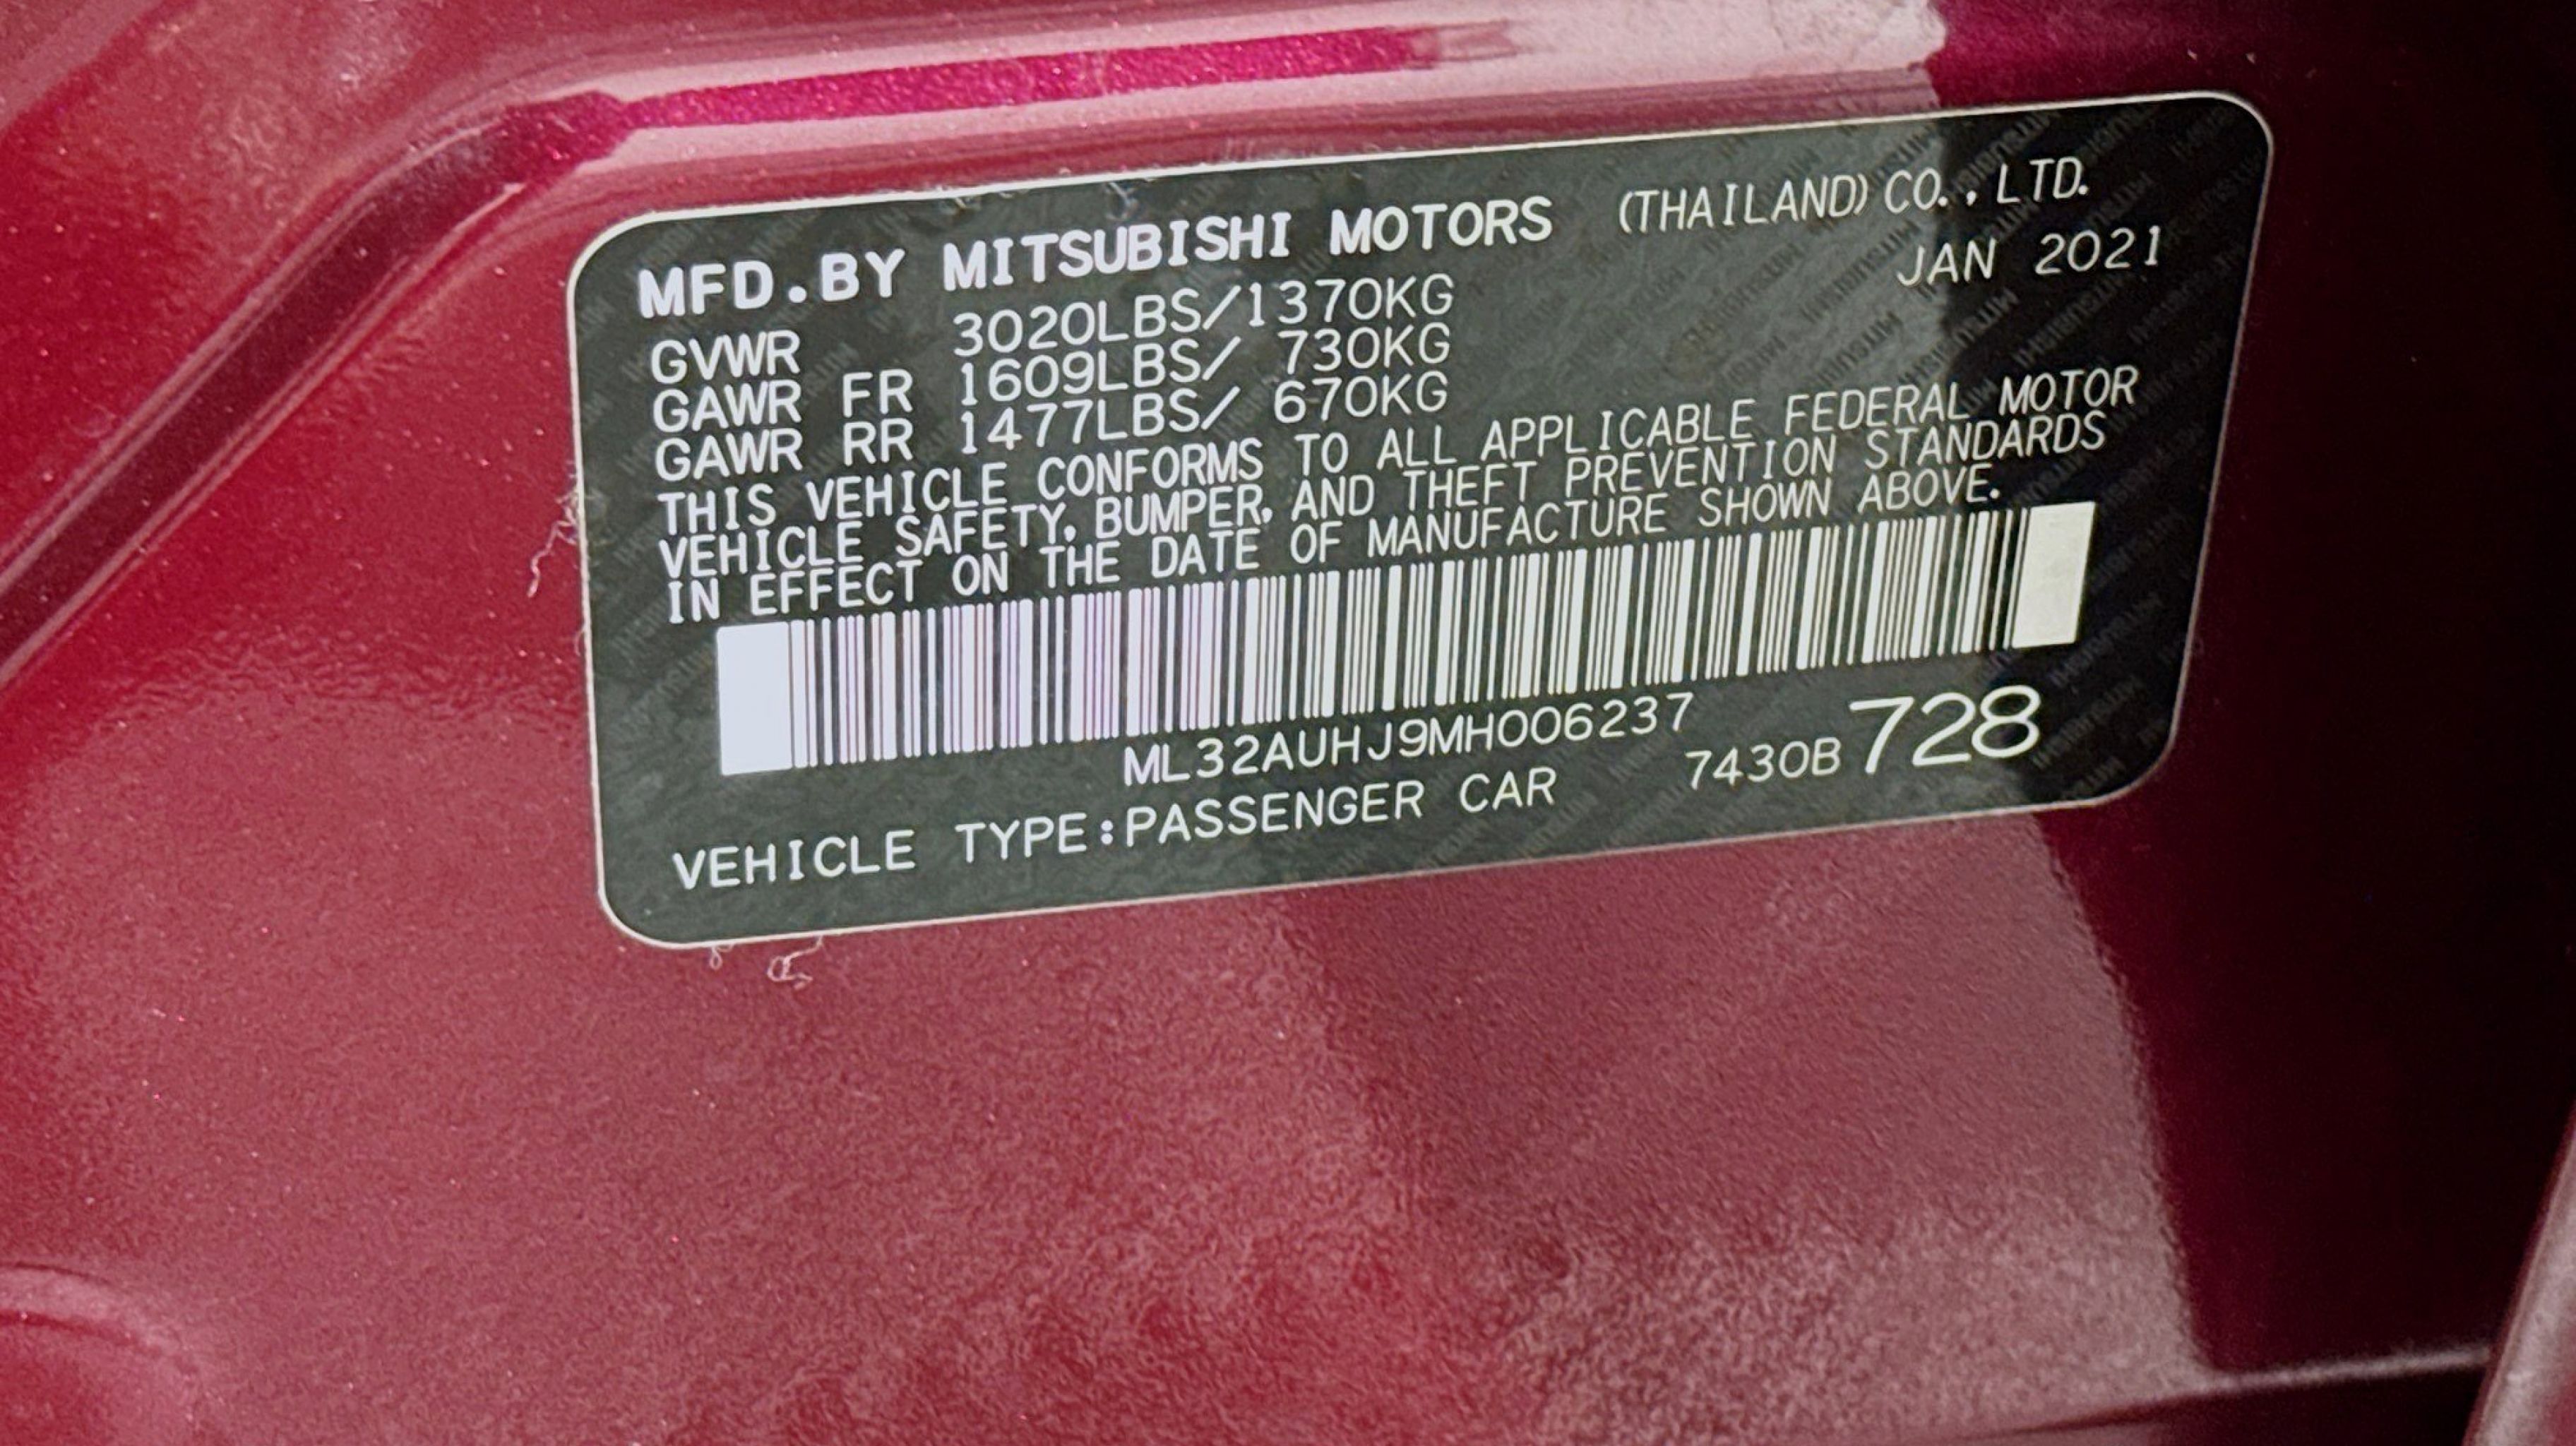 MFD.BY MITSUBISHI MOTORS (THAILAND) CO.,LTD.
JAN 2021
GVWR 3020LBS/1370KG
GAWR FR 1609LBS/ 730KG
GAWR RR 1477LBS/ 670KG
THIS VEHICLE CONFORMS TO ALL APPLICABLE FEDERAL MOTOR
VEHICLE SAFETY, BUMPER, AND THEFT PREVENTION STANDARDS
IN EFFECT ON THE DATE OF MANUFACTURE SHOWN ABOVE.
ML32AUHJ9MH006237
VEHICLE TYPE:PASSENGER CAR 7430B728